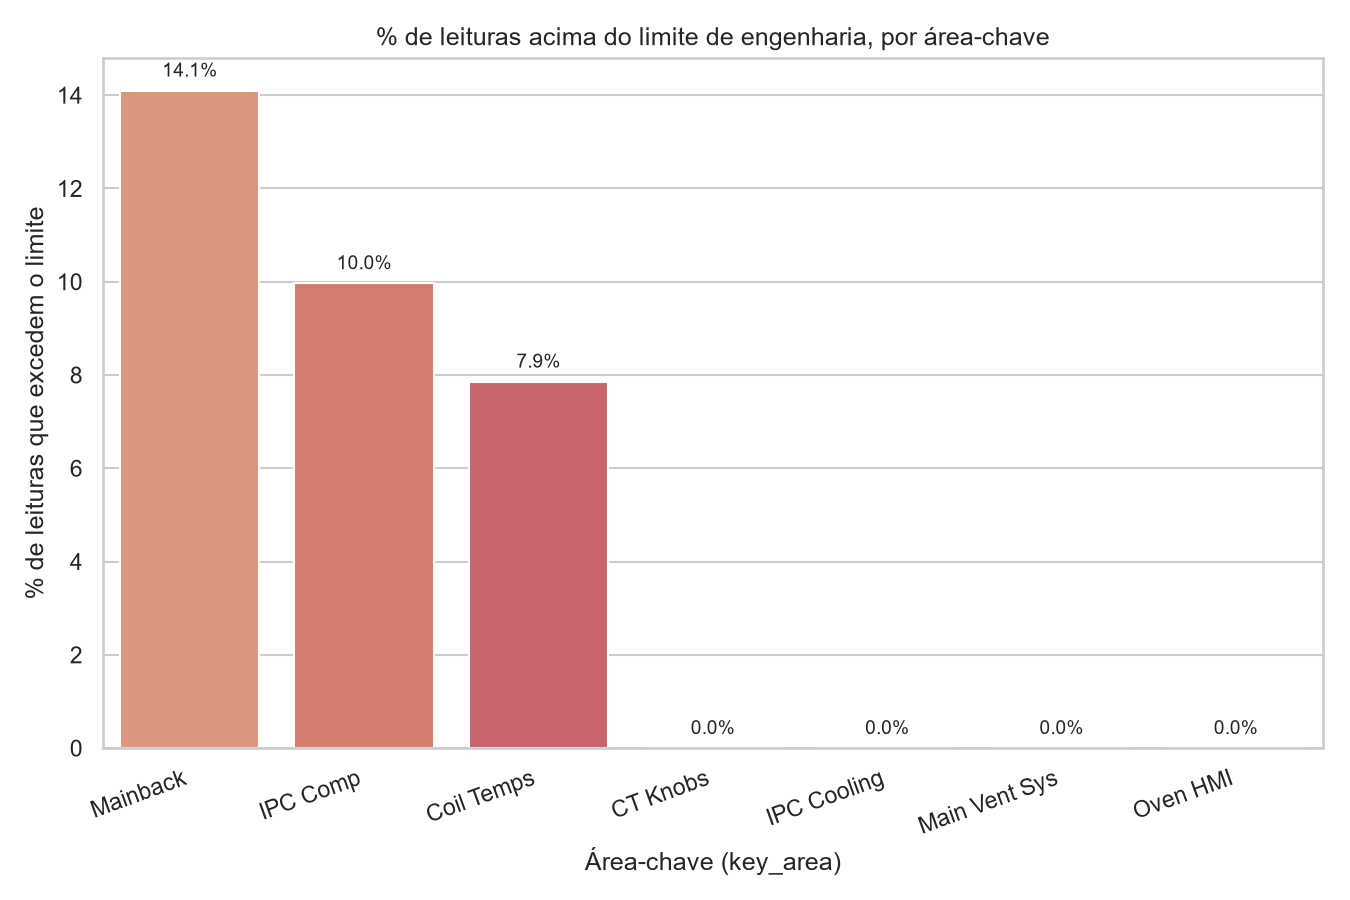 % de leituras acima do limite de engenharia, por área-chave
% de leituras que excedem o limite
14
12
10
8
6
4
2
0
14.1%
10.0%
7.9%
0.0%
0.0%
0.0%
0.0%
Mainback
IPC Comp
Coil Temps
CT Knobs
IPC Cooling
Main Vent Sys
Oven HMI
Área-chave (key_area)